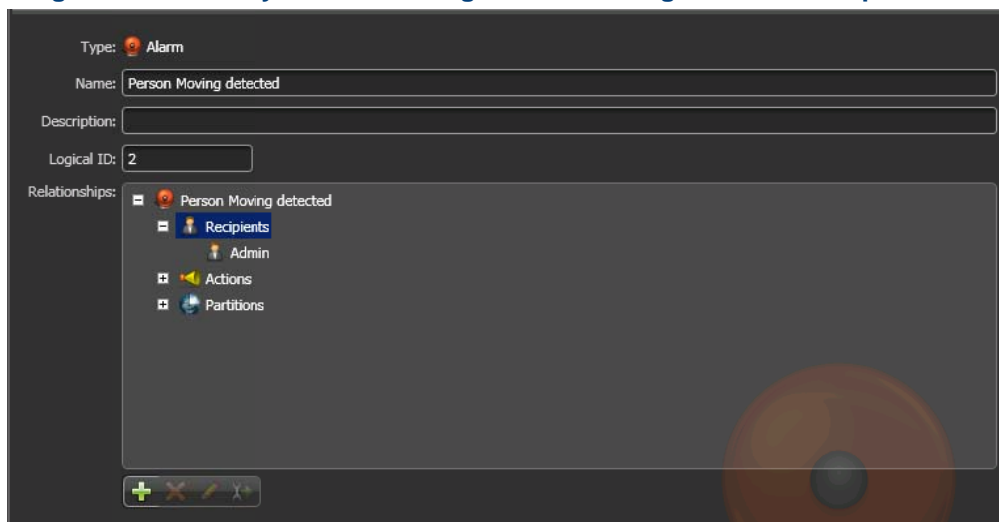 Type: Alarm
Name: Person Moving detected
Description:
Logical ID: 2
Relationships:
Person Moving detected
Recipients
Admin
Actions
Partitions